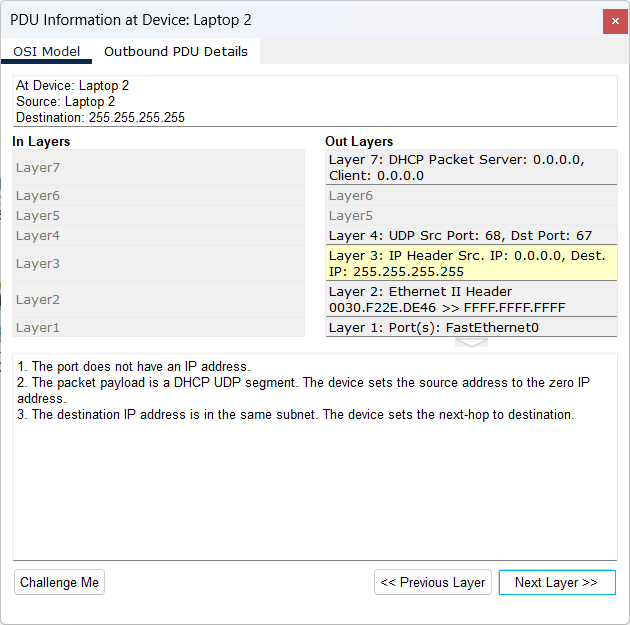 PDU Information at Device: Laptop 2
OSI Model
Outbound PDU Details
At Device: Laptop 2
Source: Laptop 2
Destination: 255.255.255.255
In Layers
Layer7
Layer6
Layer5
Layer4
Layer3
Layer2
Layer1
Out Layers
Layer 7: DHCP Packet Server: 0.0.0.0,
Client: 0.0.0.0
Layer6
Layer5
Layer 4: UDP Src Port: 68, Dst Port: 67
Layer 3: IP Header Src. IP: 0.0.0.0, Dest.
IP: 255.255.255.255
Layer 2: Ethernet II Header
0030.F22E.DE46 >> FFFF.FFFF.FFFF
Layer 1: Port(s): FastEthernet0
1. The port does not have an IP address.
2. The packet payload is a DHCP UDP segment. The device sets the source address to the zero IP
address.
3. The destination IP address is in the same subnet. The device sets the next-hop to destination.
Challenge Me
<< Previous Layer
Next Layer >>